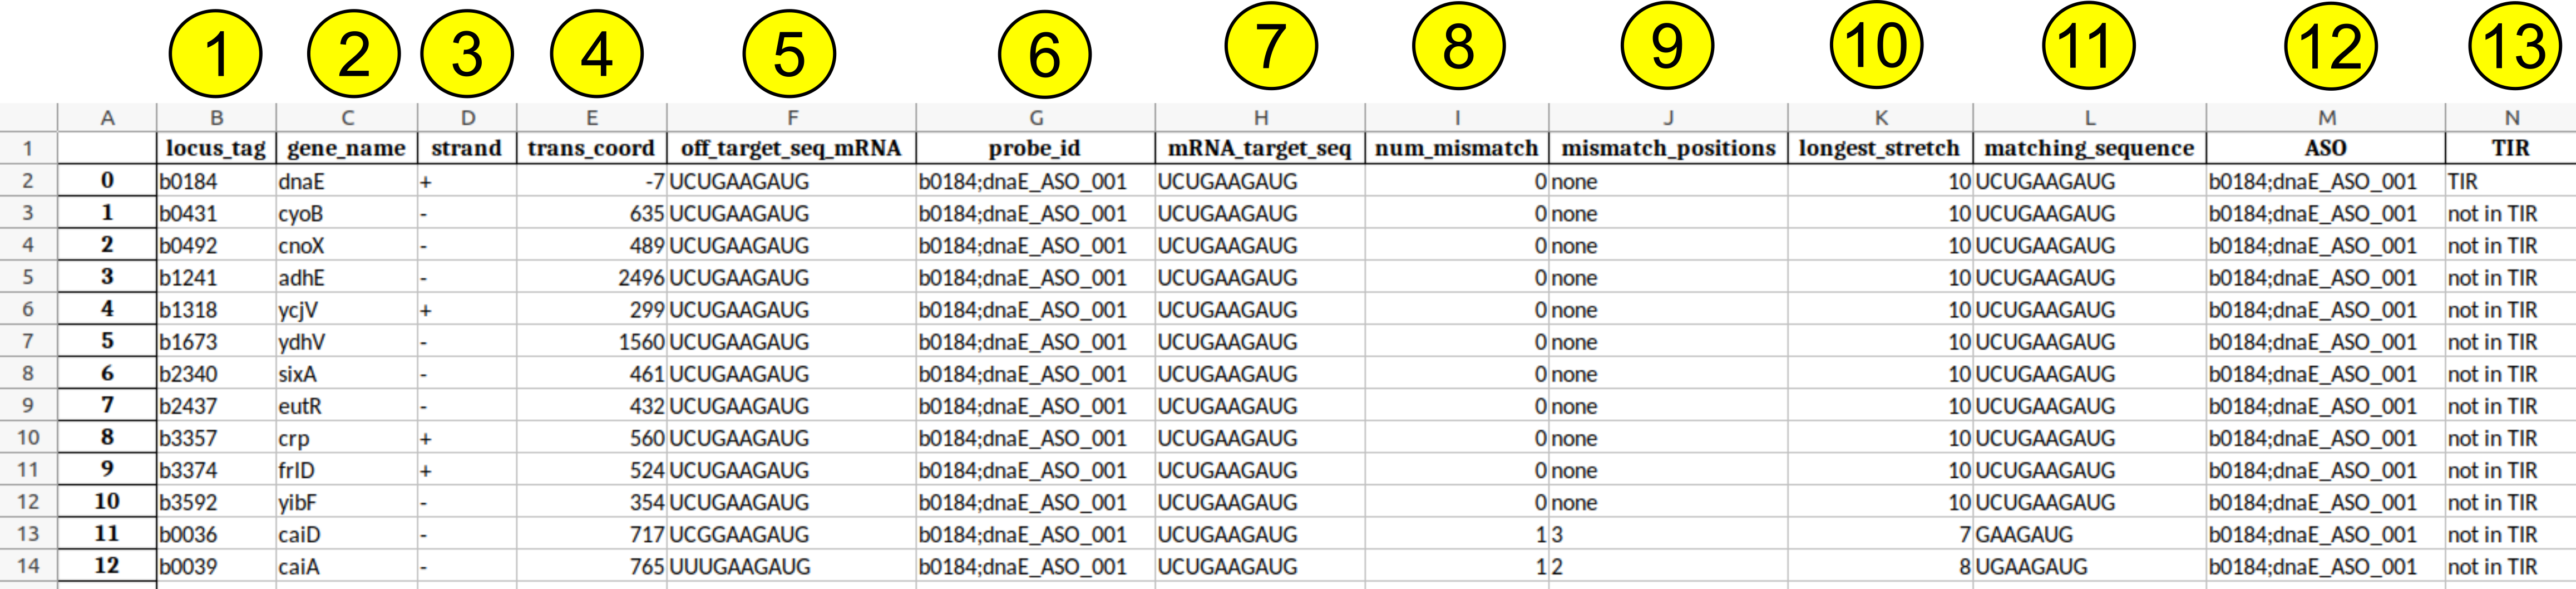 1 2 3 4 5 6 7 8 9 10 11 12 13
A B C D E F G H I J K L M N
1 locus_tag gene_name strand trans_coord off_target_seq_mRNA probe_id mRNA_target_seq num_mismatch mismatch_positions longest_stretch matching_sequence ASO TIR
2 0 b0184 dnaE + -7 UCUGAAGAUG b0184;dnaE_ASO_001 UCUGAAGAUG 0 none 10 UCUGAAGAUG b0184;dnaE_ASO_001 TIR
3 1 b0431 cyoB - 635 UCUGAAGAUG b0184;dnaE_ASO_001 UCUGAAGAUG 0 none 10 UCUGAAGAUG b0184;dnaE_ASO_001 not in TIR
4 2 b0492 cnoX - 489 UCUGAAGAUG b0184;dnaE_ASO_001 UCUGAAGAUG 0 none 10 UCUGAAGAUG b0184;dnaE_ASO_001 not in TIR
5 3 b1241 adhE - 2496 UCUGAAGAUG b0184;dnaE_ASO_001 UCUGAAGAUG 0 none 10 UCUGAAGAUG b0184;dnaE_ASO_001 not in TIR
6 4 b1318 ycjV + 299 UCUGAAGAUG b0184;dnaE_ASO_001 UCUGAAGAUG 0 none 10 UCUGAAGAUG b0184;dnaE_ASO_001 not in TIR
7 5 b1673 ydhV - 1560 UCUGAAGAUG b0184;dnaE_ASO_001 UCUGAAGAUG 0 none 10 UCUGAAGAUG b0184;dnaE_ASO_001 not in TIR
8 6 b2340 sixA - 461 UCUGAAGAUG b0184;dnaE_ASO_001 UCUGAAGAUG 0 none 10 UCUGAAGAUG b0184;dnaE_ASO_001 not in TIR
9 7 b2437 eutR - 432 UCUGAAGAUG b0184;dnaE_ASO_001 UCUGAAGAUG 0 none 10 UCUGAAGAUG b0184;dnaE_ASO_001 not in TIR
10 8 b3357 crp + 560 UCUGAAGAUG b0184;dnaE_ASO_001 UCUGAAGAUG 0 none 10 UCUGAAGAUG b0184;dnaE_ASO_001 not in TIR
11 9 b3374 frlD + 524 UCUGAAGAUG b0184;dnaE_ASO_001 UCUGAAGAUG 0 none 10 UCUGAAGAUG b0184;dnaE_ASO_001 not in TIR
12 10 b3592 yibF - 354 UCUGAAGAUG b0184;dnaE_ASO_001 UCUGAAGAUG 0 none 10 UCUGAAGAUG b0184;dnaE_ASO_001 not in TIR
13 11 b0036 caiD - 717 UCGGAAGAUG b0184;dnaE_ASO_001 UCUGAAGAUG 1 3 7 GAAGAUG b0184;dnaE_ASO_001 not in TIR
14 12 b0039 caiA - 765 UUUGAAGAUG b0184;dnaE_ASO_001 UCUGAAGAUG 1 2 8 UGAAGAUG b0184;dnaE_ASO_001 not in TIR